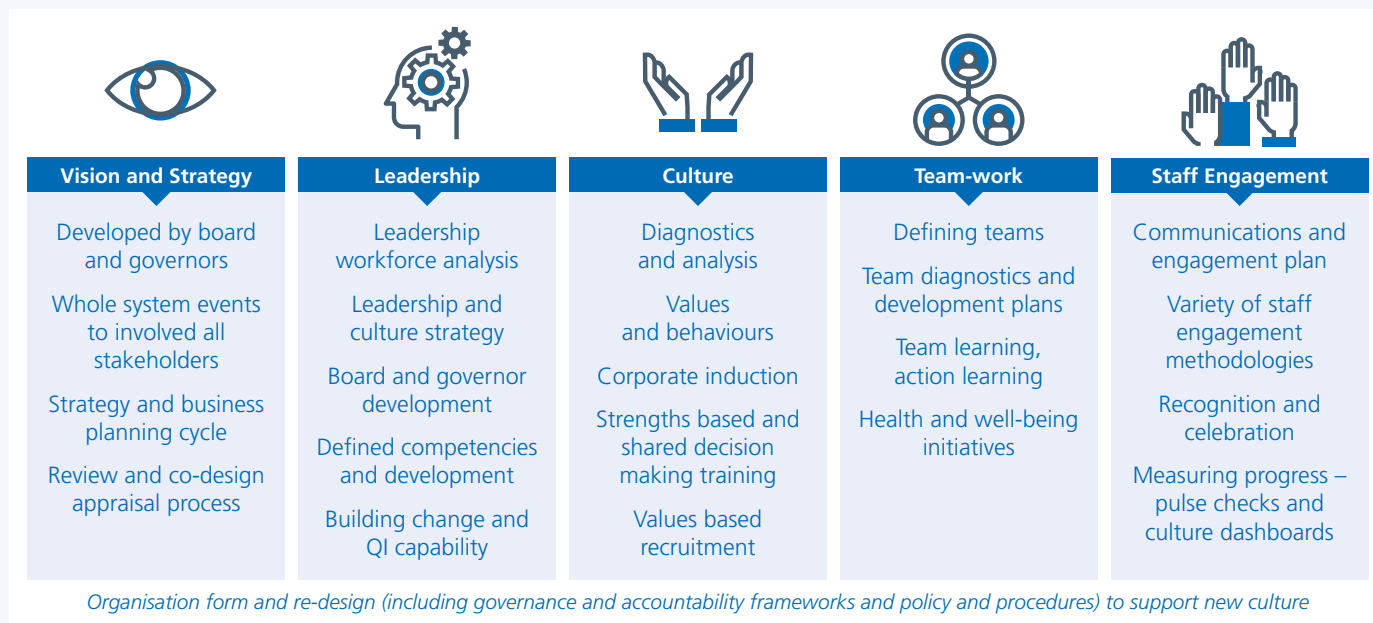 Vision and Strategy
Developed by board
and governors
Whole system events
to involved all
stakeholders
Strategy and business
planning cycle
Review and co-design
appraisal process
Leadership
Leadership
workforce analysis
Leadership and
culture strategy
Board and governor
development
Defined competencies
and development
Building change and
QI capability
Culture
Diagnostics
and analysis
Values
and behaviours
Corporate induction
Strengths based and
shared decision
making training
Values based
recruitment
Team-work
Defining teams
Team diagnostics and
development plans
Team learning,
action learning
Health and well-being
initiatives
Staff Engagement
Communications and
engagement plan
Variety of staff
engagement
methodologies
Recognition and
celebration
Measuring progress –
pulse checks and
culture dashboards
Organisation form and re-design (including governance and accountability frameworks and policy and procedures) to support new culture